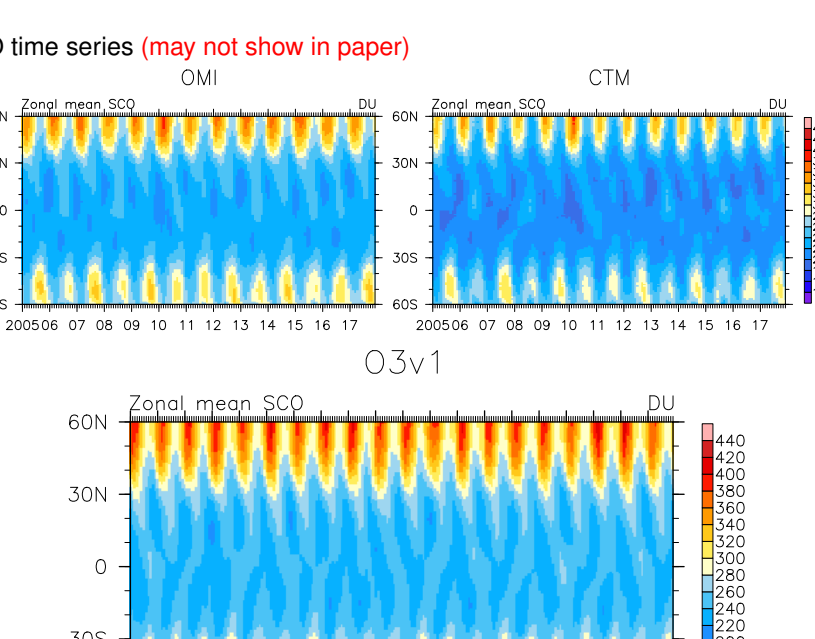 time series (may not show in paper)
OMI
CTM
Zonal mean SCO DU
Zonal mean SCO DU
60N
30N
0
30S
60S
2005 06 07 08 09 10 11 12 13 14 15 16 17
2005 06 07 08 09 10 11 12 13 14 15 16 17
O3v1
Zonal mean SCO DU
60N
30N
0
440
420
400
380
360
340
320
300
280
260
240
220